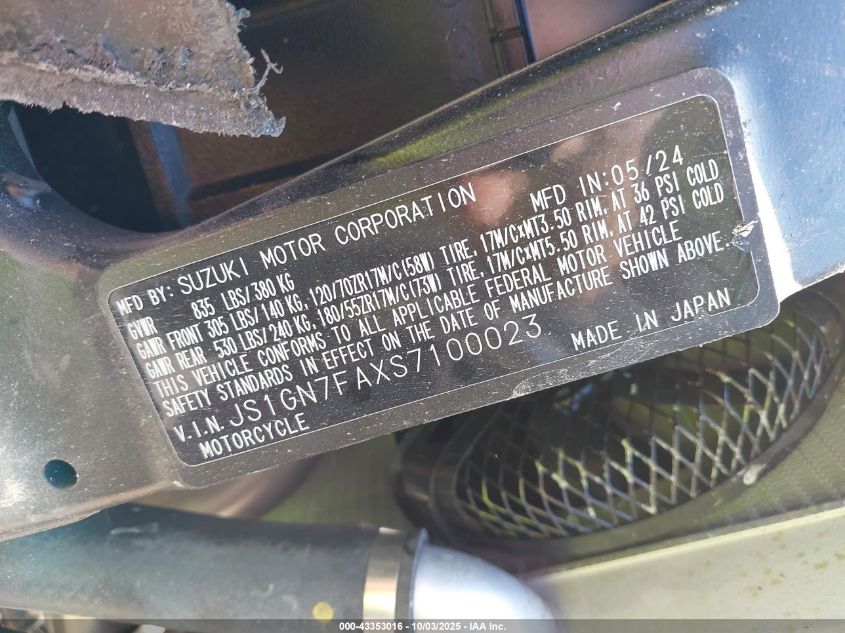 MFD BY: SUZUKI MOTOR CORPORATION MFD IN:05/24
GVWR 835 LBS/380 KG
GAWR FRONT 305 LBS/140 KG, 120/70ZR17M/C(58W) TIRE, 17M/CxMT3.50 RIM, AT 36 PSI COLD
GAWR REAR 530 LBS/240 KG, 180/55ZR17M/C(73W) TIRE, 17M/CxMT5.50 RIM, AT 42 PSI COLD
THIS VEHICLE CONFORMS TO ALL APPLICABLE FEDERAL MOTOR VEHICLE
SAFETY STANDARDS IN EFFECT ON THE DATE OF MANUFACTURE SHOWN ABOVE.
V.I.N. JS1GN7FAXS7100023 MADE IN JAPAN
MOTORCYCLE
000-43353016 - 10/03/2025 - IAA Inc.